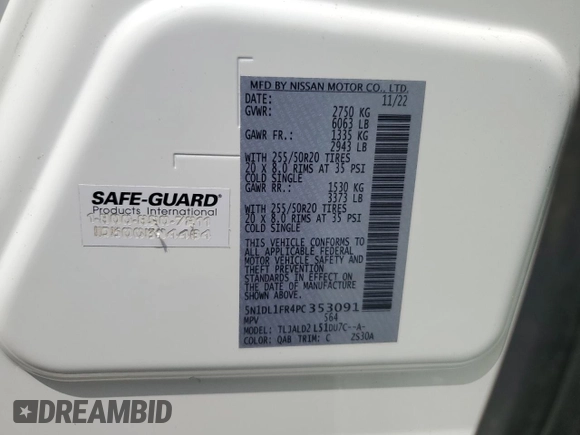 MFD BY NISSAN MOTOR CO., LTD.
DATE: 11/22
GVWR: 2750 KG
6063 LB
GAWR FR.: 1335 KG
2943 LB
WITH 255/50R20 TIRES
20 X 8.0 RIMS AT 35 PSI
COLD SINGLE
GAWR RR.: 1530 KG
3373 LB
WITH 255/50R20 TIRES
20 X 8.0 RIMS AT 35 PSI
COLD SINGLE
THIS VEHICLE CONFORMS TO
ALL APPLICABLE FEDERAL
MOTOR VEHICLE SAFETY AND
THEFT PREVENTION
STANDARDS IN EFFECT ON
THE DATE OF MANUFACTURE
SHOWN ABOVE.
5N1DL1FR4PC353091
MPV 564
MODEL: TLJALDZ L51DU7C--A-
COLOR: QAB TRIM: C ZS30A
SAFE-GUARD®
Products International
DREAMBID